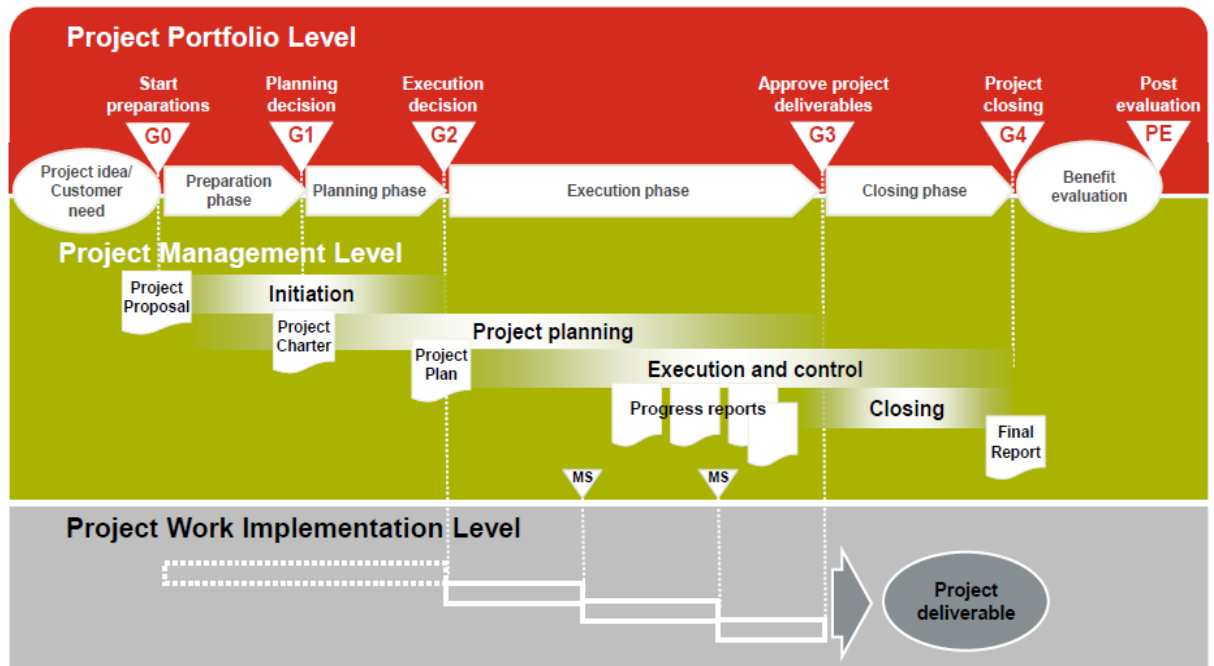 Project Portfolio Level
Start
preparations
Planning
decision
Execution
decision
Approve project
deliverables
Project
closing
Post
evaluation
G0
G1
G2
G3
G4
PE
Project idea/
Customer
need
Preparation
phase
Planning phase
Execution phase
Closing phase
Benefit
evaluation
Project Management Level
Project
Proposal
Initiation
Project
Charter
Project planning
Project
Plan
Execution and control
Progress reports
Closing
Final
Report
MS
MS
Project Work Implementation Level
Project
deliverable